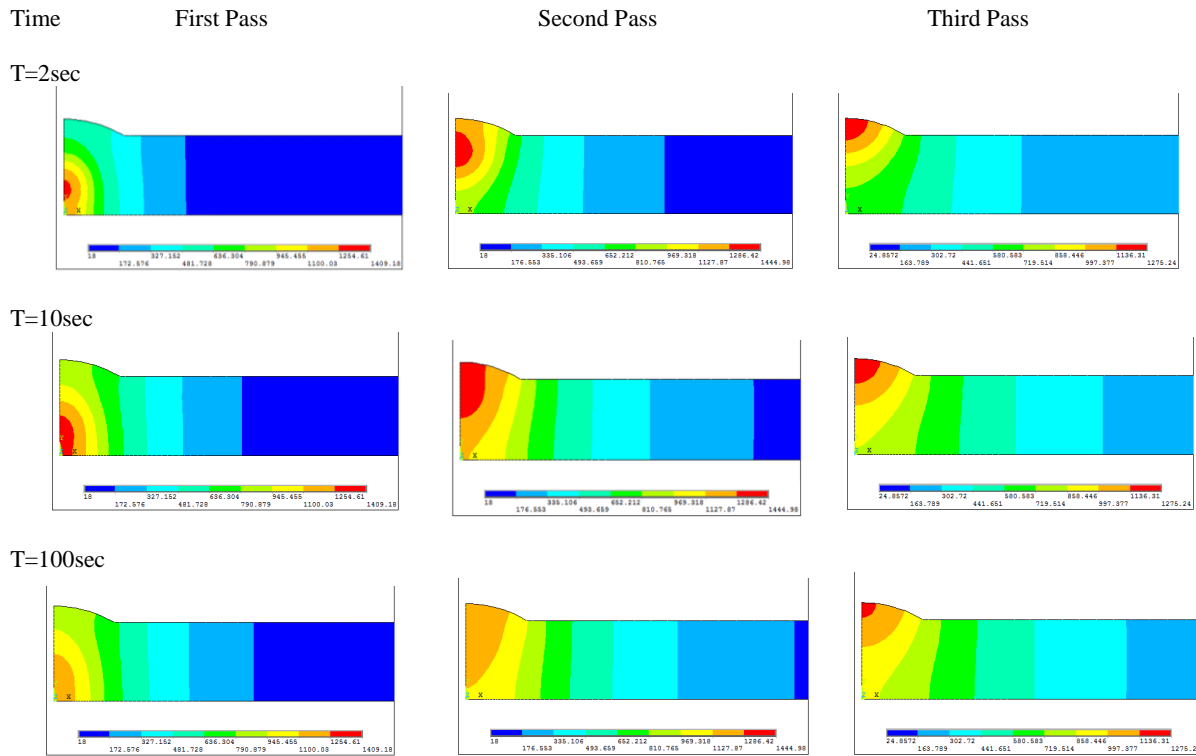 Time First Pass Second Pass Third Pass
T=2sec
X
18 327.152 636.304 945.455 1254.61
172.576 481.728 790.879 1100.03 1409.18
Z X
18 335.106 652.212 969.318 1286.42
176.553 493.659 810.765 1127.87 1444.98
Z X
24.8572 302.72 580.583 858.446 1136.31
163.789 441.651 719.514 997.377 1275.24
T=10sec
X
18 327.152 636.304 945.455 1254.61
172.576 481.728 790.879 1100.03 1409.18
Z X
18 335.106 652.212 969.318 1286.42
176.553 493.659 810.765 1127.87 1444.98
Z X
24.8572 302.72 580.583 858.446 1136.31
163.789 441.651 719.514 997.377 1275.24
T=100sec
Z X
18 327.152 636.304 945.455 1254.61
172.576 481.728 790.879 1100.03 1409.18
Z X
18 335.106 652.212 969.318 1286.42
176.553 493.659 810.765 1127.87 1444.98
Z X
24.8572 302.72 580.583 858.446 1136.31
163.789 441.651 719.514 997.377 1275.2